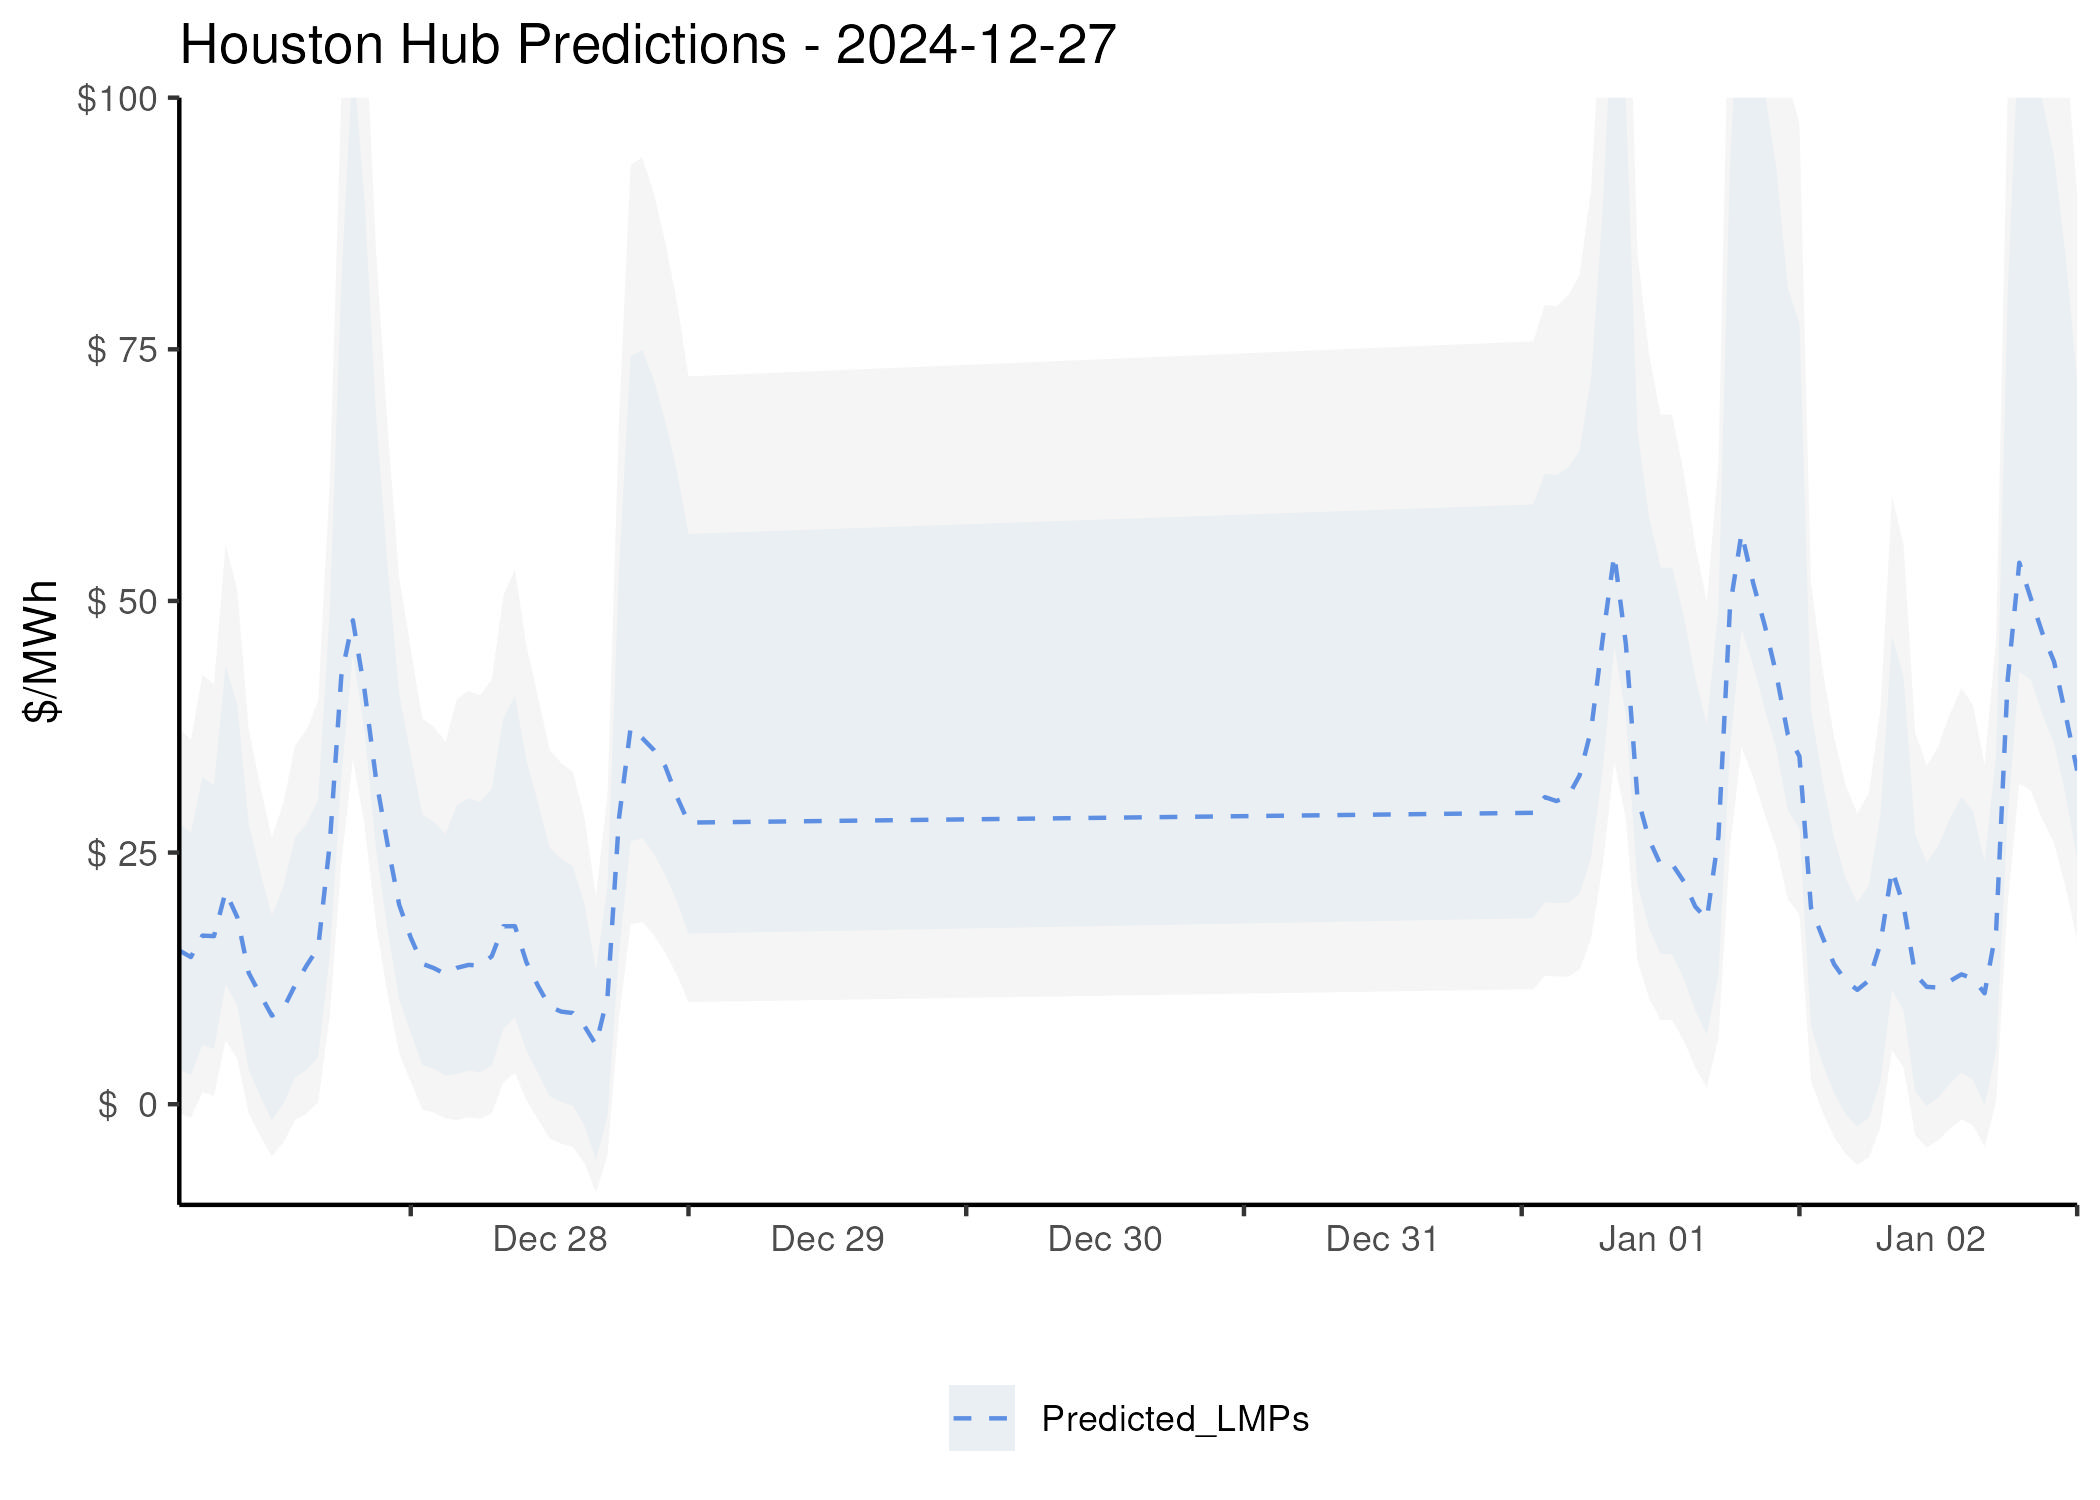 Houston Hub Predictions - 2024-12-27
$100
$ 75
$ 50
$ 25
$  0
$/MWh
Dec 28 Dec 29 Dec 30 Dec 31 Jan 01 Jan 02
Predicted_LMPs